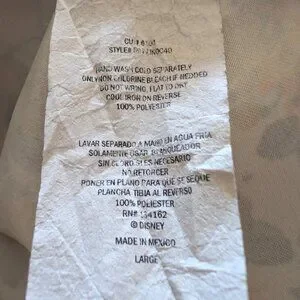 CU #
STYLE#
HAND WASH COLD SEPARATELY
ONLY NON CHLORINE BLEACH IF NEEDED
DO NOT WRING, FLAT TO DRY
COOL IRON ON REVERSE
100% POLYESTER
LAVAR SEPARADO A MANO EN AGUA FRIA
SOLAMENTE USAR BLANQUEADOR
SIN CLORO SI ES NECESARIO
NO RETORCER
PONER EN PLANO PARA QUE SE SEQUE
PLANCHA TIBIA AL REVERSO
100% POLYESTER
RN#
© DISNEY
MADE IN MEXICO
LARGE